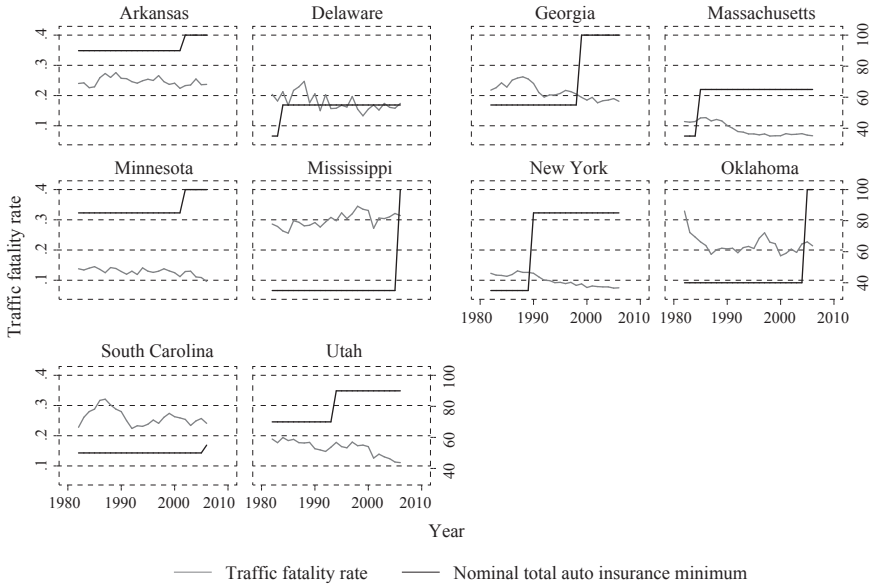 Arkansas Delaware Georgia Massachusetts
.4 100
.3 80
.2 60
.1 40
Minnesota Mississippi New York Oklahoma
.4 100
.3 80
.2 60
.1 40
1980 1990 2000 2010 1980 1990 2000 2010
South Carolina Utah
.4 100
.3 80
.2 60
.1 40
1980 1990 2000 2010 1980 1990 2000 2010
Traffic fatality rate
Year
Traffic fatality rate Nominal total auto insurance minimum